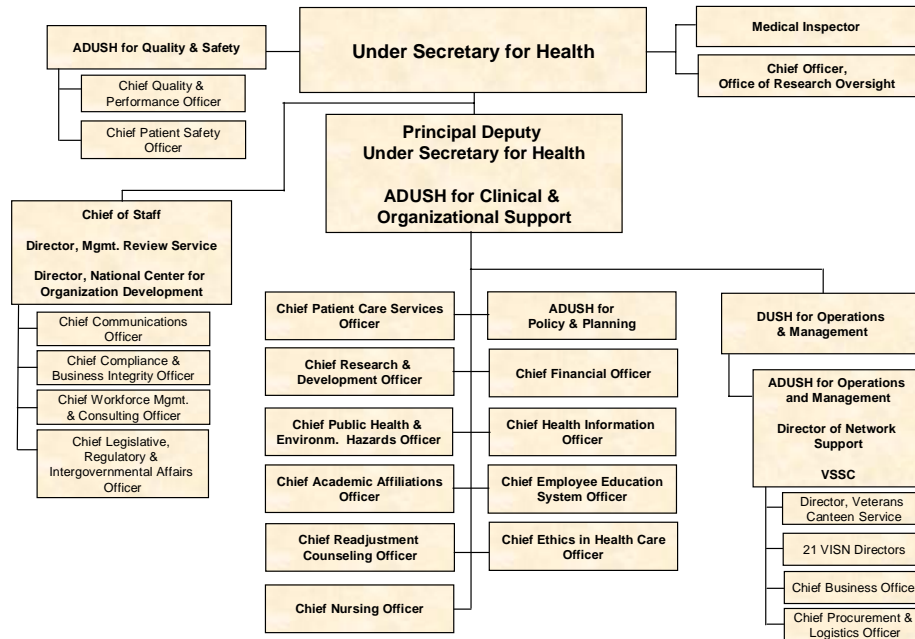 ADUSH for Quality & Safety
Chief Quality &
Performance Officer
Chief Patient Safety
Officer
Under Secretary for
Health
Medical Inspector
Chief Officer,
Office of Research Oversight
Principal Deputy
Under Secretary for Health
ADUSH for Clinical &
Organizational Support
Chief of Staff
Director, Mgmt. Review Service
Director, National Center for
Organization Development
Chief Communications
Officer
Chief Compliance &
Business Integrity Officer
Chief Workforce Mgmt.
& Consulting Officer
Chief Legislative,
Regulatory &
Intergovernmental Affairs
Officer
Chief Patient Care Services
Officer
ADUSH for
Policy & Planning
Chief Research &
Development Officer
Chief Financial Officer
Chief Public Health &
Environm. Hazards Officer
Chief Health Information
Officer
Chief Academic Affiliations
Officer
Chief Employee Education
System Officer
Chief Readjustment
Counseling Officer
Chief Ethics in Health Care
Officer
Chief Nursing Officer
DUSH for Operations
& Management
ADUSH for Operations
and Management
Director of Network
Support
VSSC
Director, Veterans
Canteen Service
21 VISN Directors
Chief Business Office
Chief Procurement &
Logistics Officer